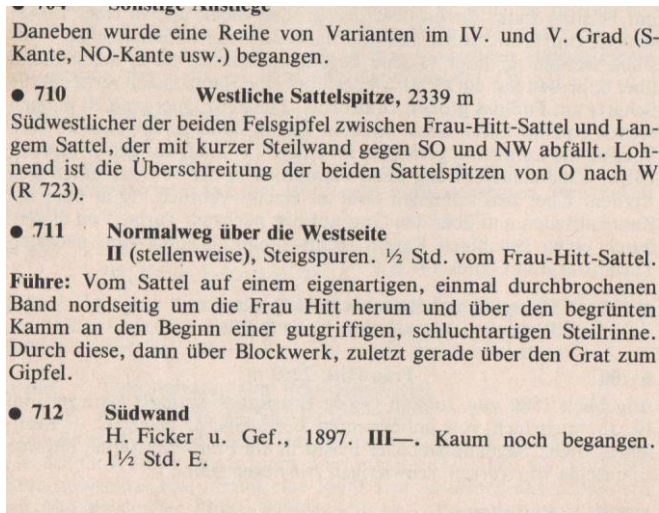 ● 704 Sonstige Anstiege
Daneben wurde eine Reihe von Varianten im IV. und V. Grad (S-
Kante, NO-Kante usw.) begangen.
● 710 Westliche Sattelspitze, 2339 m
Südwestlicher der beiden Felsgipfel zwischen Frau-Hitt-Sattel und Lan-
gem Sattel, der mit kurzer Steilwand gegen SO und NW abfällt. Loh-
nend ist die Überschreitung der beiden Sattelspitzen von O nach W
(R 723).
● 711 Normalweg über die Westseite
II (stellenweise), Steigspuren. ½ Std. vom Frau-Hitt-Sattel.
Führe: Vom Sattel auf einem eigenartigen, einmal durchbrochenen
Band nordseitig um die Frau Hitt herum und über den begrünten
Kamm an den Beginn einer gutgriffigen, schluchtartigen Steilrinne.
Durch diese, dann über Blockwerk, zuletzt gerade über den Grat zum
Gipfel.
● 712 Südwand
H. Ficker u. Gef., 1897. III—. Kaum noch begangen.
1½ Std. E.